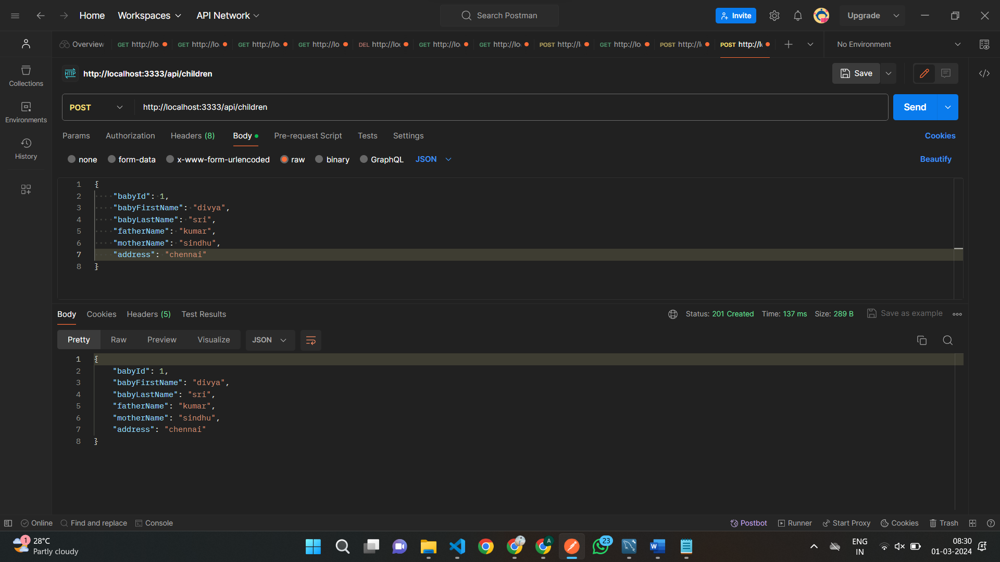 Home Workspaces API Network Search Postman Invite Upgrade
Overview GET http://lo GET http://lo GET http://lo GET http://lo DEL http://lo GET http://lo GET http://lo POST http://l GET http://lo POST http://l POST http://l No Environment
HTTP http://localhost:3333/api/children Save
Collections
Environments
History
POST http://localhost:3333/api/children Send
Params Authorization Headers (8) Body Pre-request Script Tests Settings Cookies
none form-data x-www-form-urlencoded raw binary GraphQL JSON Beautify
1 {
2 "babyId": 1,
3 "babyFirstName": "divya",
4 "babyLastName": "sri",
5 "fatherName": "kumar",
6 "motherName": "sindhu",
7 "address": "chennai"
8 }
Body Cookies Headers (5) Test Results Status: 201 Created Time: 137 ms Size: 289 B Save as example
Pretty Raw Preview Visualize JSON
1 {
2 "babyId": 1,
3 "babyFirstName": "divya",
4 "babyLastName": "sri",
5 "fatherName": "kumar",
6 "motherName": "sindhu",
7 "address": "chennai"
8 }
Online Find and replace Console Postbot Runner Start Proxy Cookies Trash
1 28°C
Partly cloudy
A
23
W
ENG
IN
08:30
01-03-2024